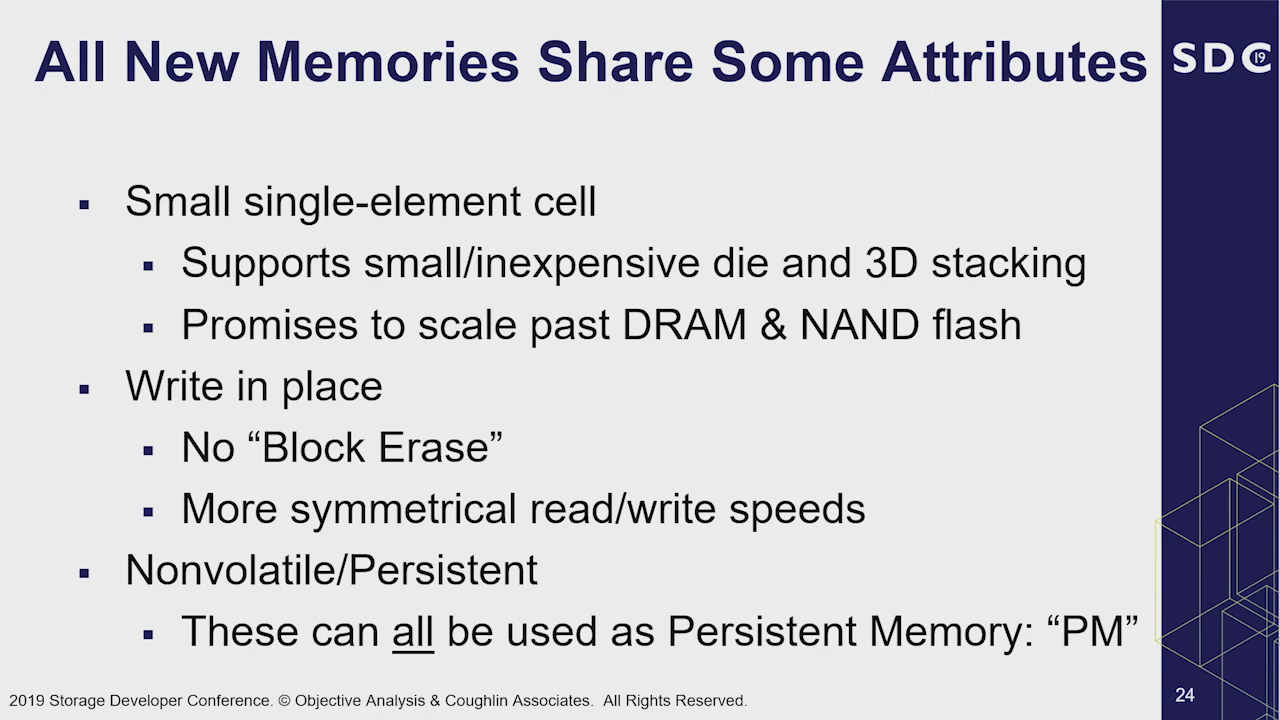 All New Memories Share Some Attributes
SDC 19
▪ Small single-element cell
▪ Supports small/inexpensive die and 3D stacking
▪ Promises to scale past DRAM & NAND flash
▪ Write in place
▪ No “Block Erase”
▪ More symmetrical read/write speeds
▪ Nonvolatile/Persistent
▪ These can all be used as Persistent Memory: “PM”
2019 Storage Developer Conference. © Objective Analysis & Coughlin Associates. All Rights Reserved.
24